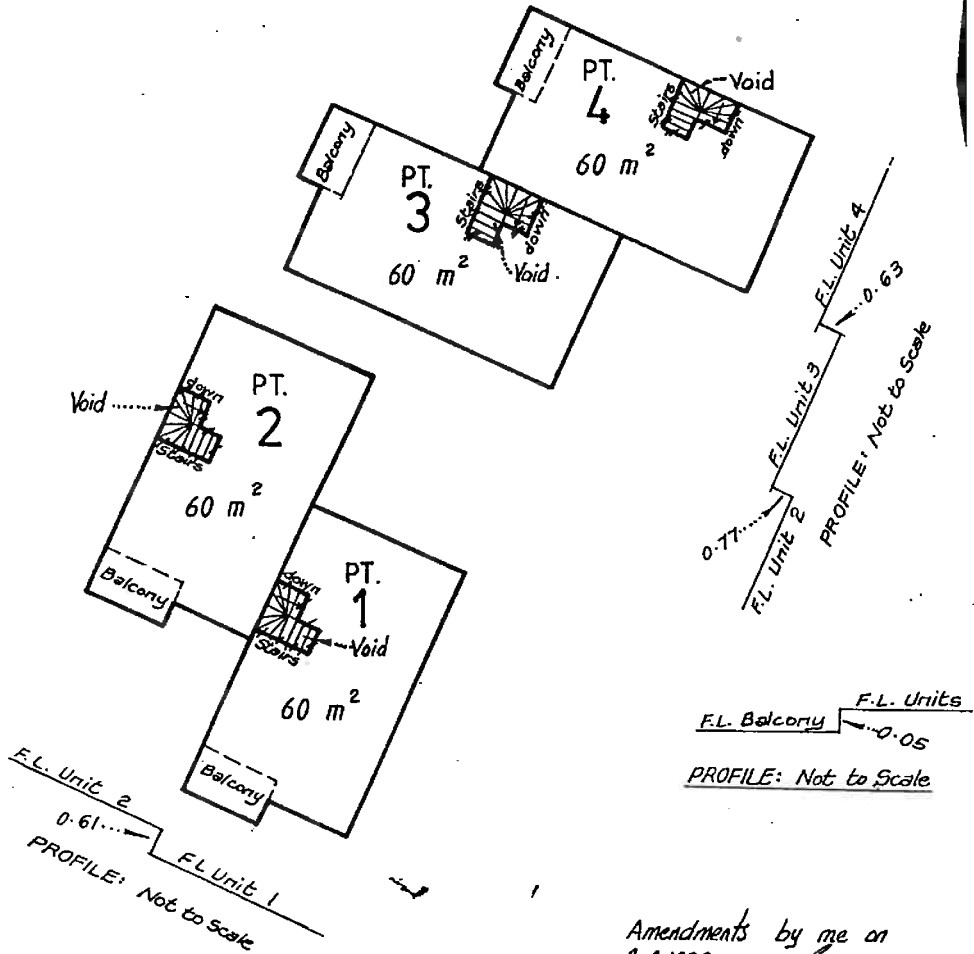 Balcony
PT.
4
60 m²
Stairs
Void
down
Balcony
PT.
3
60 m²
Stairs
down
Void.
F.L. Unit 4
0.63
F.L. Unit 3
0.77
F.L. Unit 2
PROFILE: Not to Scale
Void
down
Stairs
PT.
2
60 m²
Balcony
down
Stairs
PT.
1
Void
60 m²
Balcony
F.L. Balcony
F.L. Units
0.05
PROFILE: Not to Scale
F.L. Unit 2
0.61
F.L Unit 1
PROFILE: Not to Scale
Amendments by me on